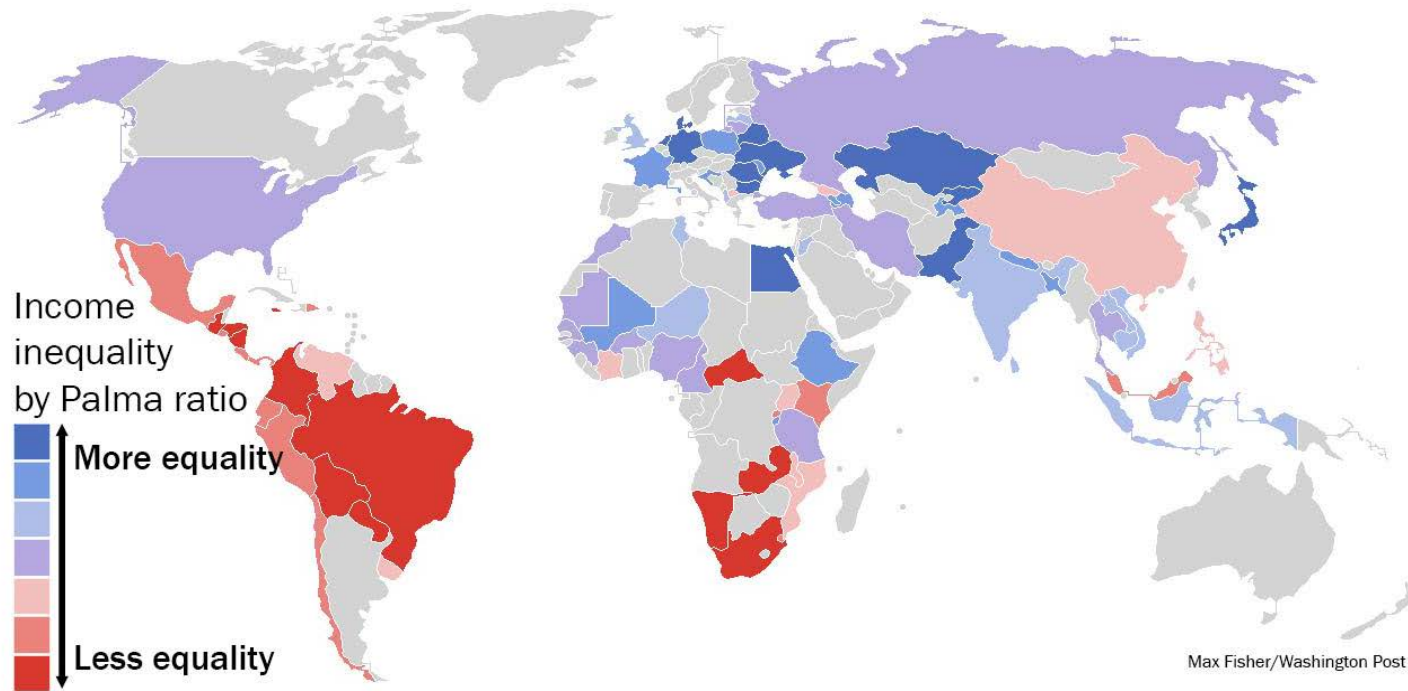 Income
inequality
by Palma ratio
More equality
Less equality
Max Fisher/Washington Post